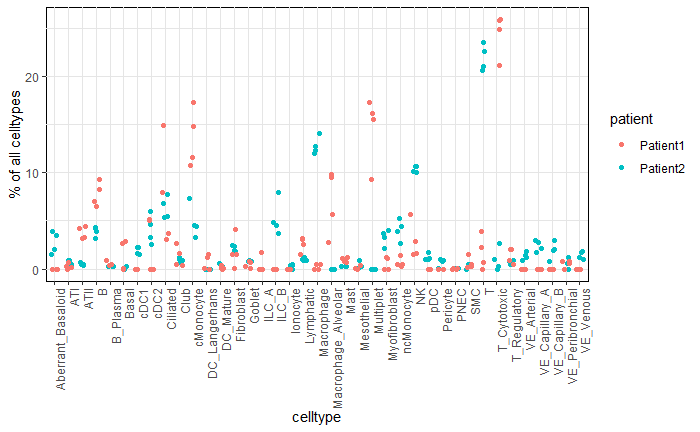 % of all celltypes
20
10
0
Aberrant_Basaloid
ATI
ATII
B
B_Plasma
Basal
cDC1
cDC2
Ciliated
Club
cMonocyte
DC_Langerhans
DC_Mature
Fibroblast
Goblet
ILC_A
ILC_B
Ionocyte
Lymphatic
Macrophage
Macrophage_Alveolar
Mast
Mesothelial
Multiplet
Myofibroblast
ncMonocyte
NK
pDC
Pericyte
PNEC
SMC
T
T_Cytotoxic
T_Regulatory
VE_Arterial
VE_Capillary_A
VE_Capillary_B
VE_Peribronchial
VE_Venous
celltype
patient
Patient1
Patient2